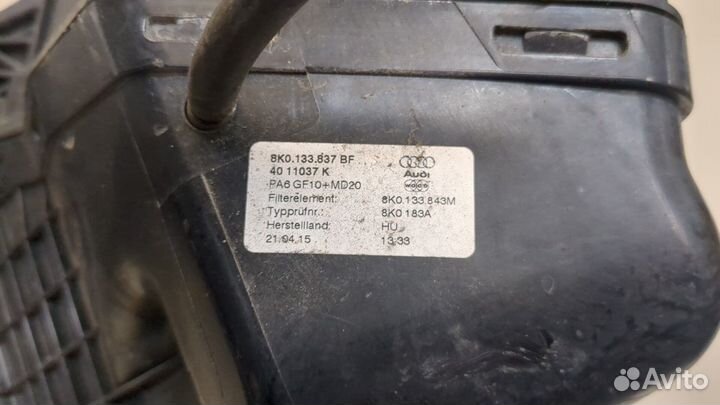 8K0.133.837 BF
40 11037 K
Audi
PA6 GF10+MD20
Filterelement: 8K0.133.843M
Typprüfnr.: 8K0 183A
Herstellland: HU
21.04.15 13:33
Avito